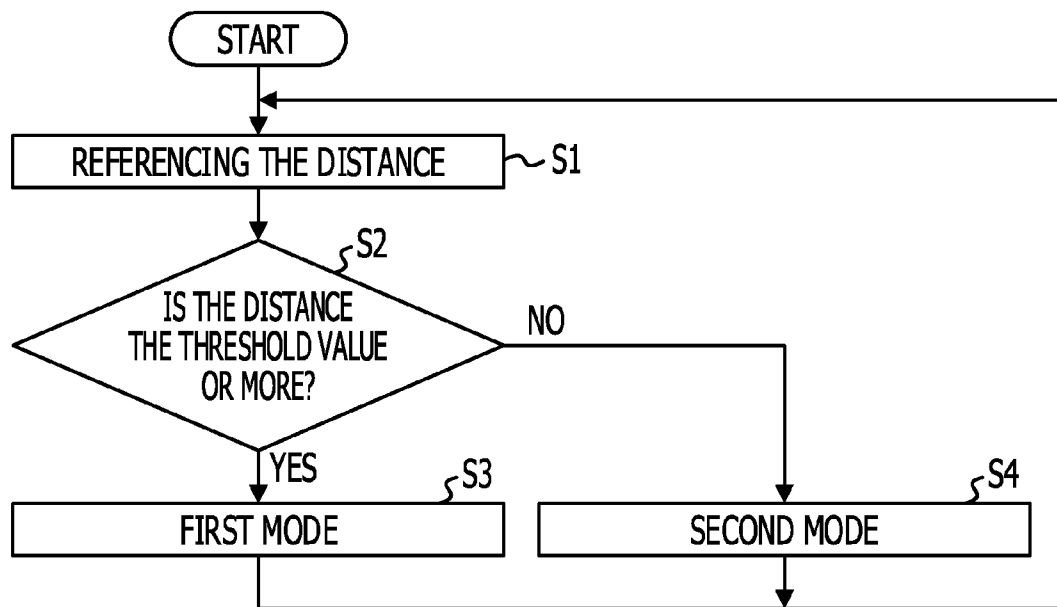 START
REFERENCING THE DISTANCE
S1
S2
IS THE DISTANCE
THE THRESHOLD VALUE
OR MORE?
NO
YES
S3
S4
FIRST MODE
SECOND MODE